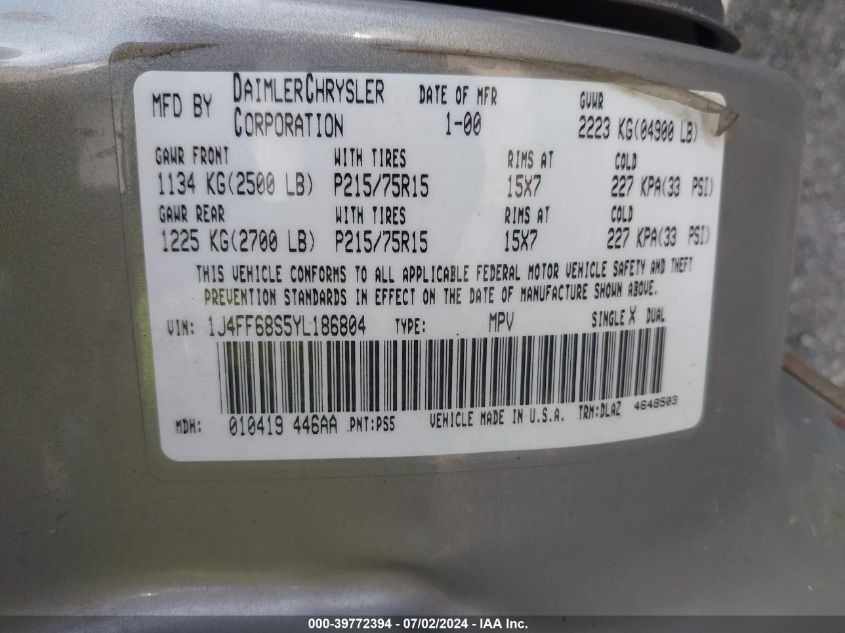 MFD BY DAIMLERCHRYSLER CORPORATION DATE OF MFR 1-00 GVWR 2223 KG(04900 LB)
GAWR FRONT WITH TIRES RIMS AT COLD
1134 KG(2500 LB) P215/75R15 15X7 227 KPA(33 PSI)
GAWR REAR WITH TIRES RIMS AT COLD
1225 KG(2700 LB) P215/75R15 15X7 227 KPA(33 PSI)
THIS VEHICLE CONFORMS TO ALL APPLICABLE FEDERAL MOTOR VEHICLE SAFETY AND THEFT
PREVENTION STANDARDS IN EFFECT ON THE DATE OF MANUFACTURE SHOWN ABOVE.
VIN: 1J4FF68S5YL186804 TYPE: MPV SINGLE X DUAL
MDH: 010419 446AA PNT:PS5 VEHICLE MADE IN U.S.A. TRM:DLAZ 4648503
000-39772394 - 07/02/2024 - IAA Inc.